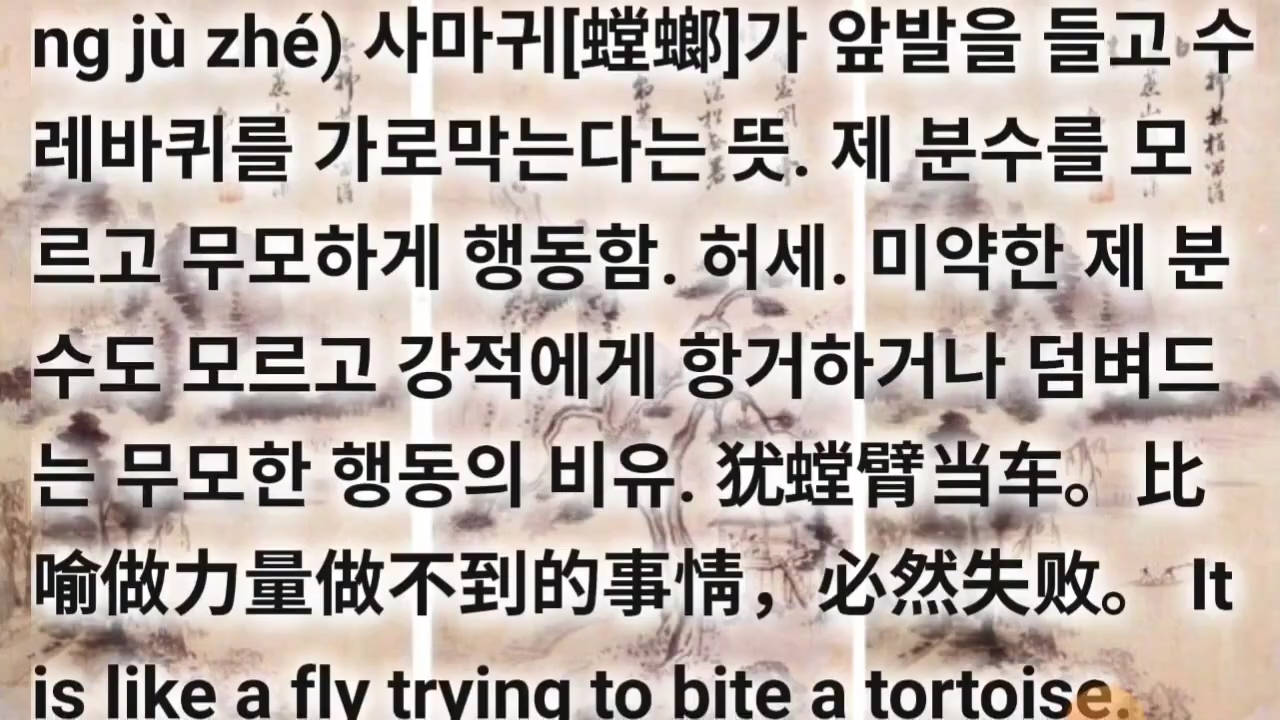 ng jù zhé) 사마귀[螳螂]가 앞발을 들고 수
레바퀴를 가로막는다는 뜻. 제 분수를 모
르고 무모하게 행동함. 허세. 미약한 제 분
수도 모르고 강적에게 항거하거나 덤벼드
는 무모한 행동의 비유. 犹螳臂当车。比
喻做力量做不到的事情，必然失败。 It
is like a fly trying to bite a tortoise.